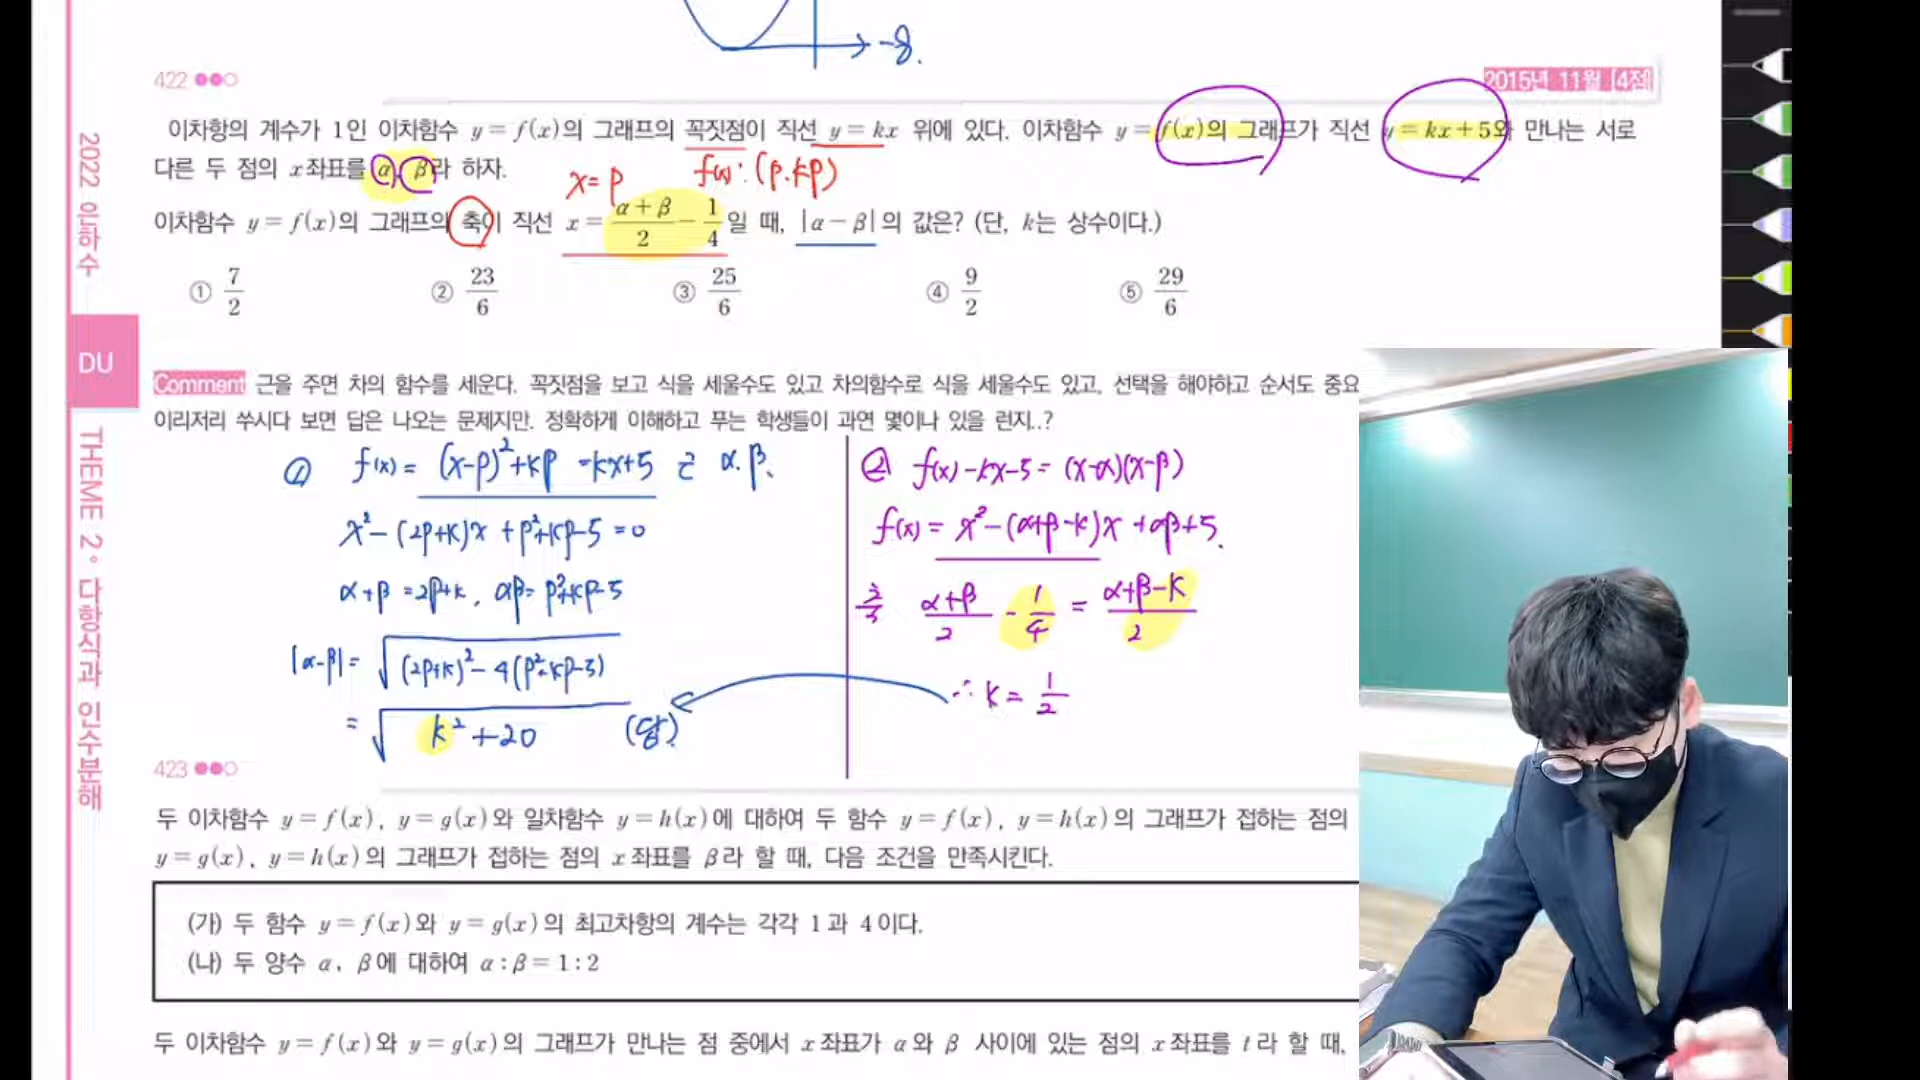 -8.
422
2015년 11월 [4점]
이차항의 계수가 1인 이차함수 y = f(x)의 그래프의 꼭짓점이 직선 y = kx 위에 있다. 이차함수 y = f(x)의 그래프가 직선 y = kx + 5와 만나는 서로
다른 두 점의 x좌표를 α, β라 하자.
x = p f(x) : (p, kp)
이차함수 y = f(x)의 그래프의 축이 직선 x = (α + β)/2 - 1/4 일 때, |α - β|의 값은? (단, k는 상수이다.)
① 7/2 ② 23/6 ③ 25/6 ④ 9/2 ⑤ 29/6
Comment 근을 주면 차의 함수를 세운다. 꼭짓점을 보고 식을 세울수도 있고 차의함수로 식을 세울수도 있고, 선택을 해야하고 순서도 중요
이리저리 쑤시다 보면 답은 나오는 문제지만, 정확하게 이해하고 푸는 학생들이 과연 몇이나 있을 런지..?
① f(x) = (x-p)²+kp = kx+5 근 α, β.
x² - (2p+k)x + p²+kp-5 = 0
α+β = 2p+k, αβ = p²+kp-5
|α-β| = √((2p+k)² - 4(p²+kp-5))
= √(k² + 20) (답)
② f(x) - kx - 5 = (x-α)(x-β)
f(x) = x² - (α+β-k)x + αβ + 5.
축 (α+β)/2 - 1/4 = (α+β-k)/2
∴ k = 1/2
423
두 이차함수 y = f(x), y = g(x)와 일차함수 y = h(x)에 대하여 두 함수 y = f(x), y = h(x)의 그래프가 접하는 점의
y = g(x), y = h(x)의 그래프가 접하는 점의 x좌표를 β라 할 때, 다음 조건을 만족시킨다.
(가) 두 함수 y = f(x)와 y = g(x)의 최고차항의 계수는 각각 1과 4이다.
(나) 두 양수 α, β에 대하여 α : β = 1 : 2
두 이차함수 y = f(x)와 y = g(x)의 그래프가 만나는 점 중에서 x좌표가 α와 β 사이에 있는 점의 x좌표를 t라 할 때,
2022 이하수
DU
THEME 2. 다항식과 인수분해